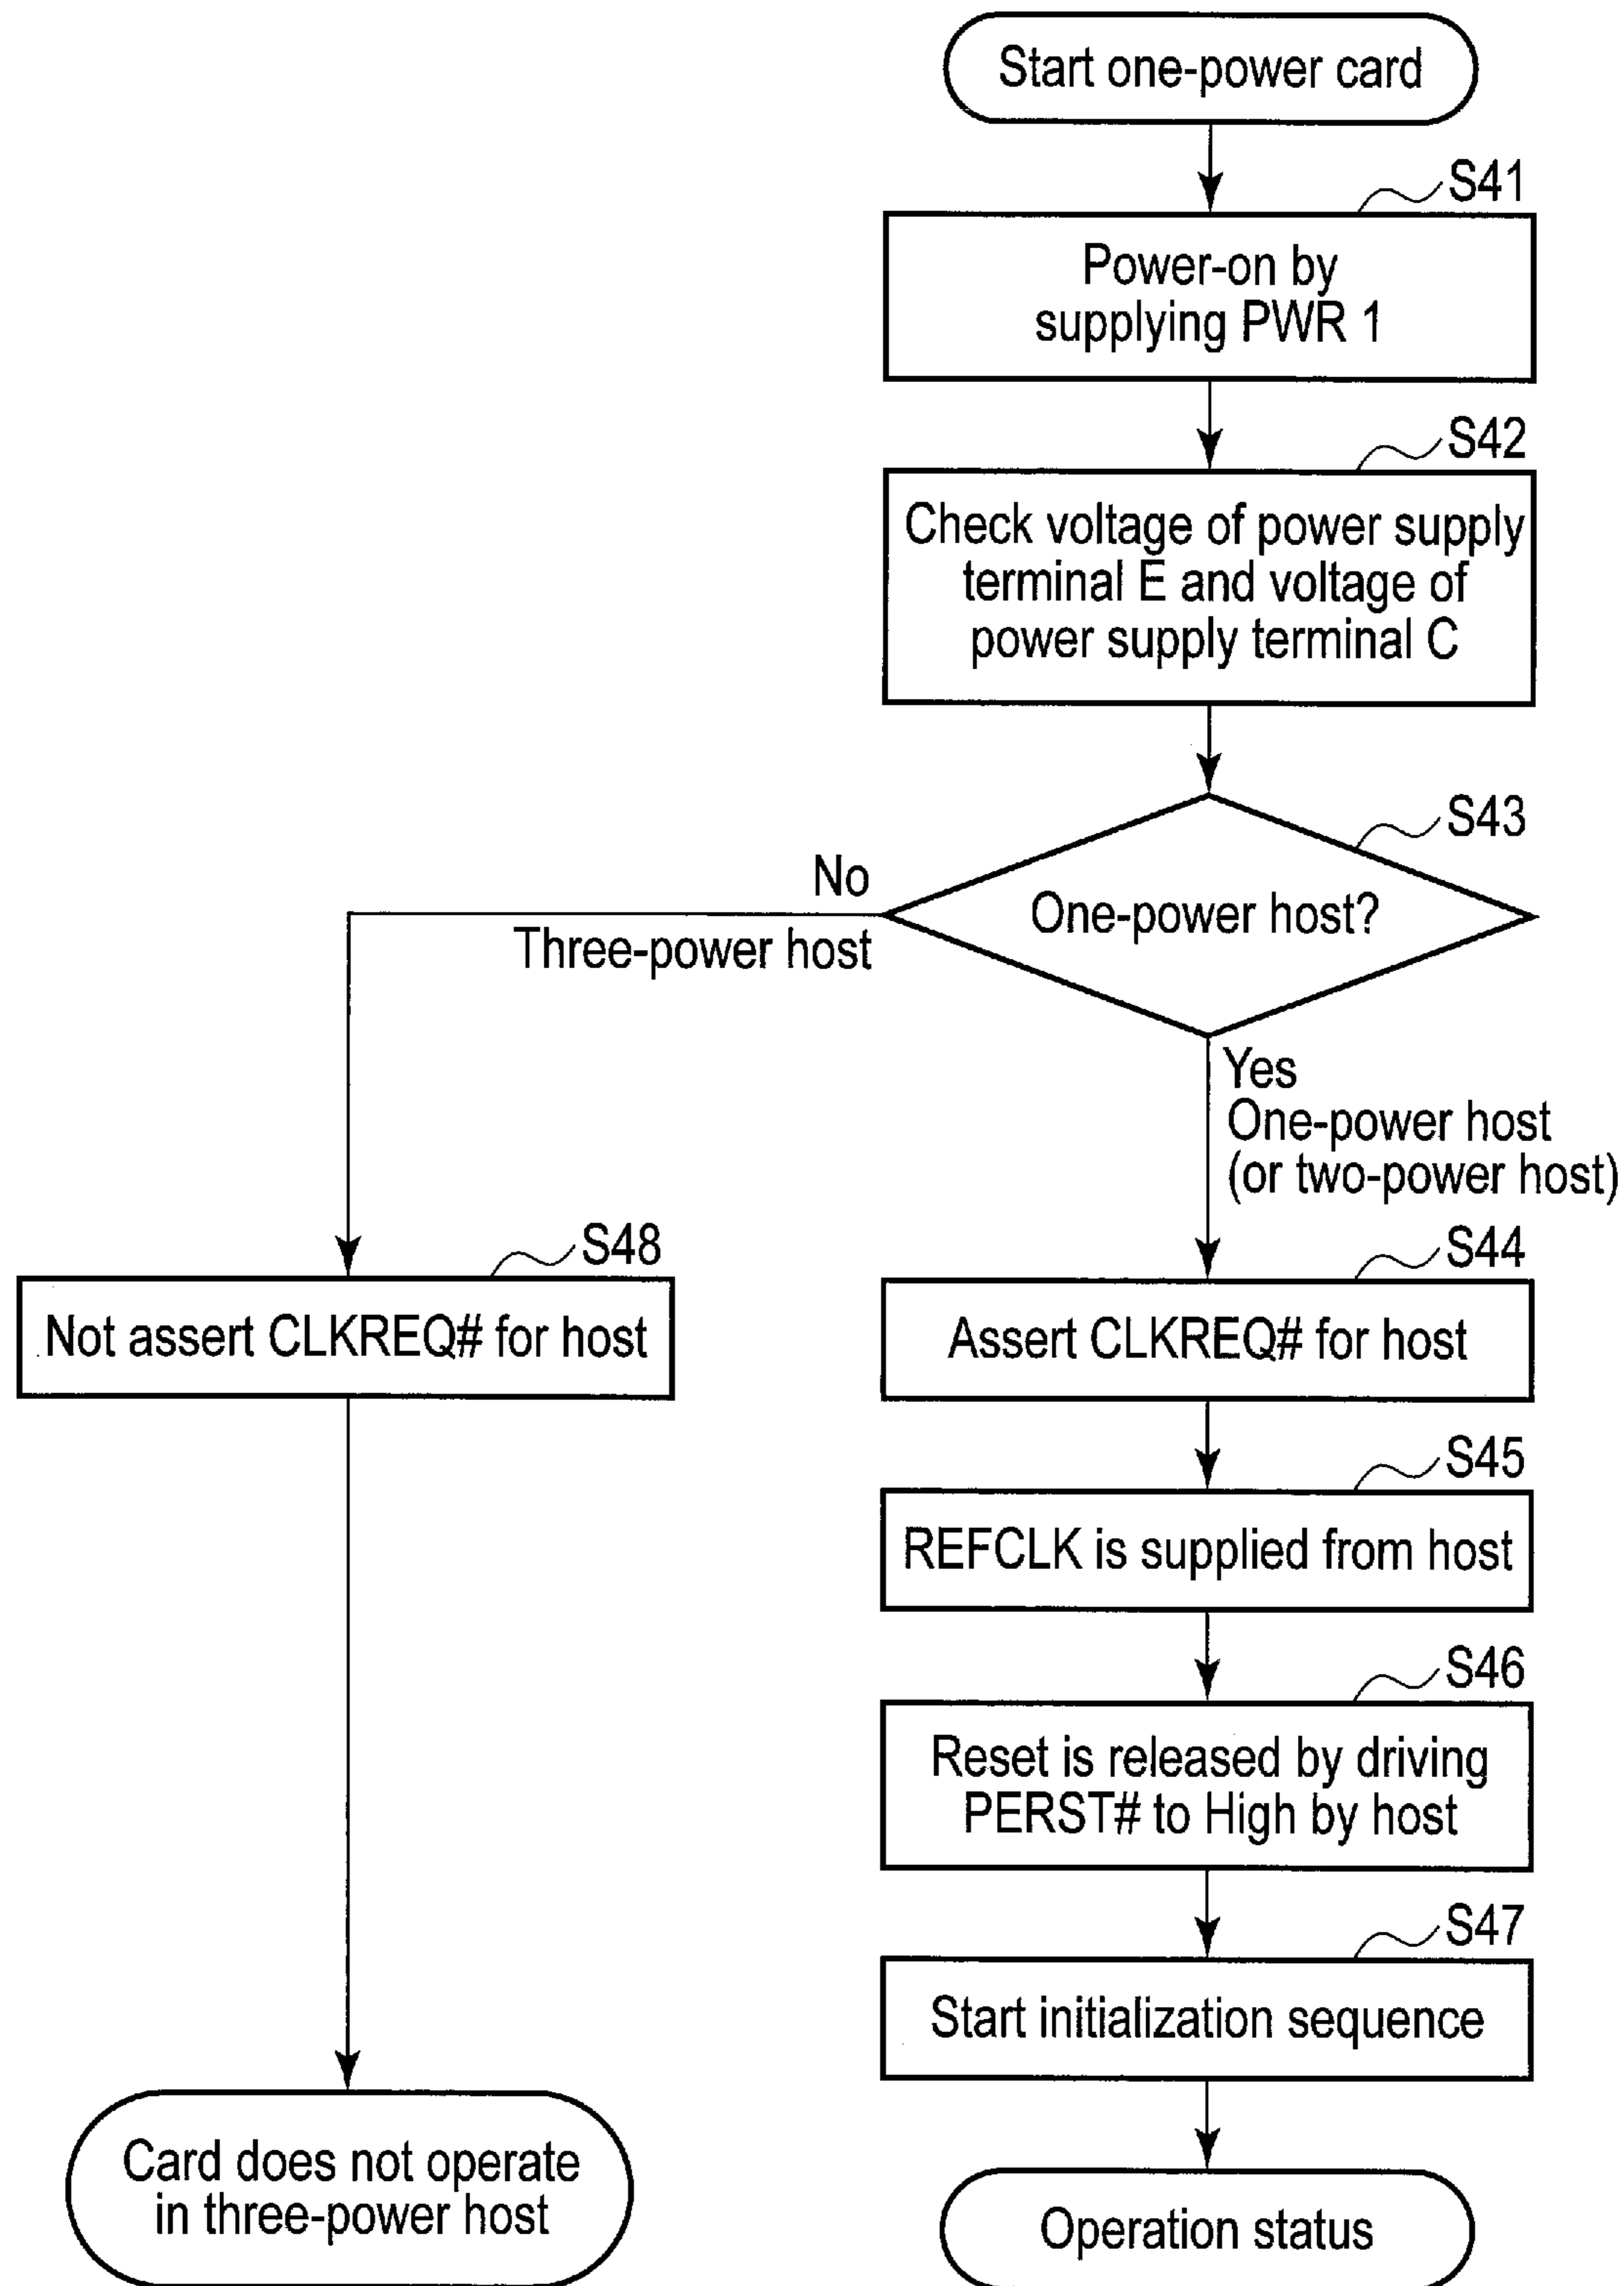 Start one-power card
S41
Power-on by
supplying PWR 1
S42
Check voltage of power supply
terminal E and voltage of
power supply terminal C
S43
One-power host?
No
Three-power host
Yes
One-power host
(or two-power host)
S48
Not assert CLKREQ# for host
S44
Assert CLKREQ# for host
S45
REFCLK is supplied from host
S46
Reset is released by driving
PERST# to High by host
S47
Start initialization sequence
Card does not operate
in three-power host
Operation status